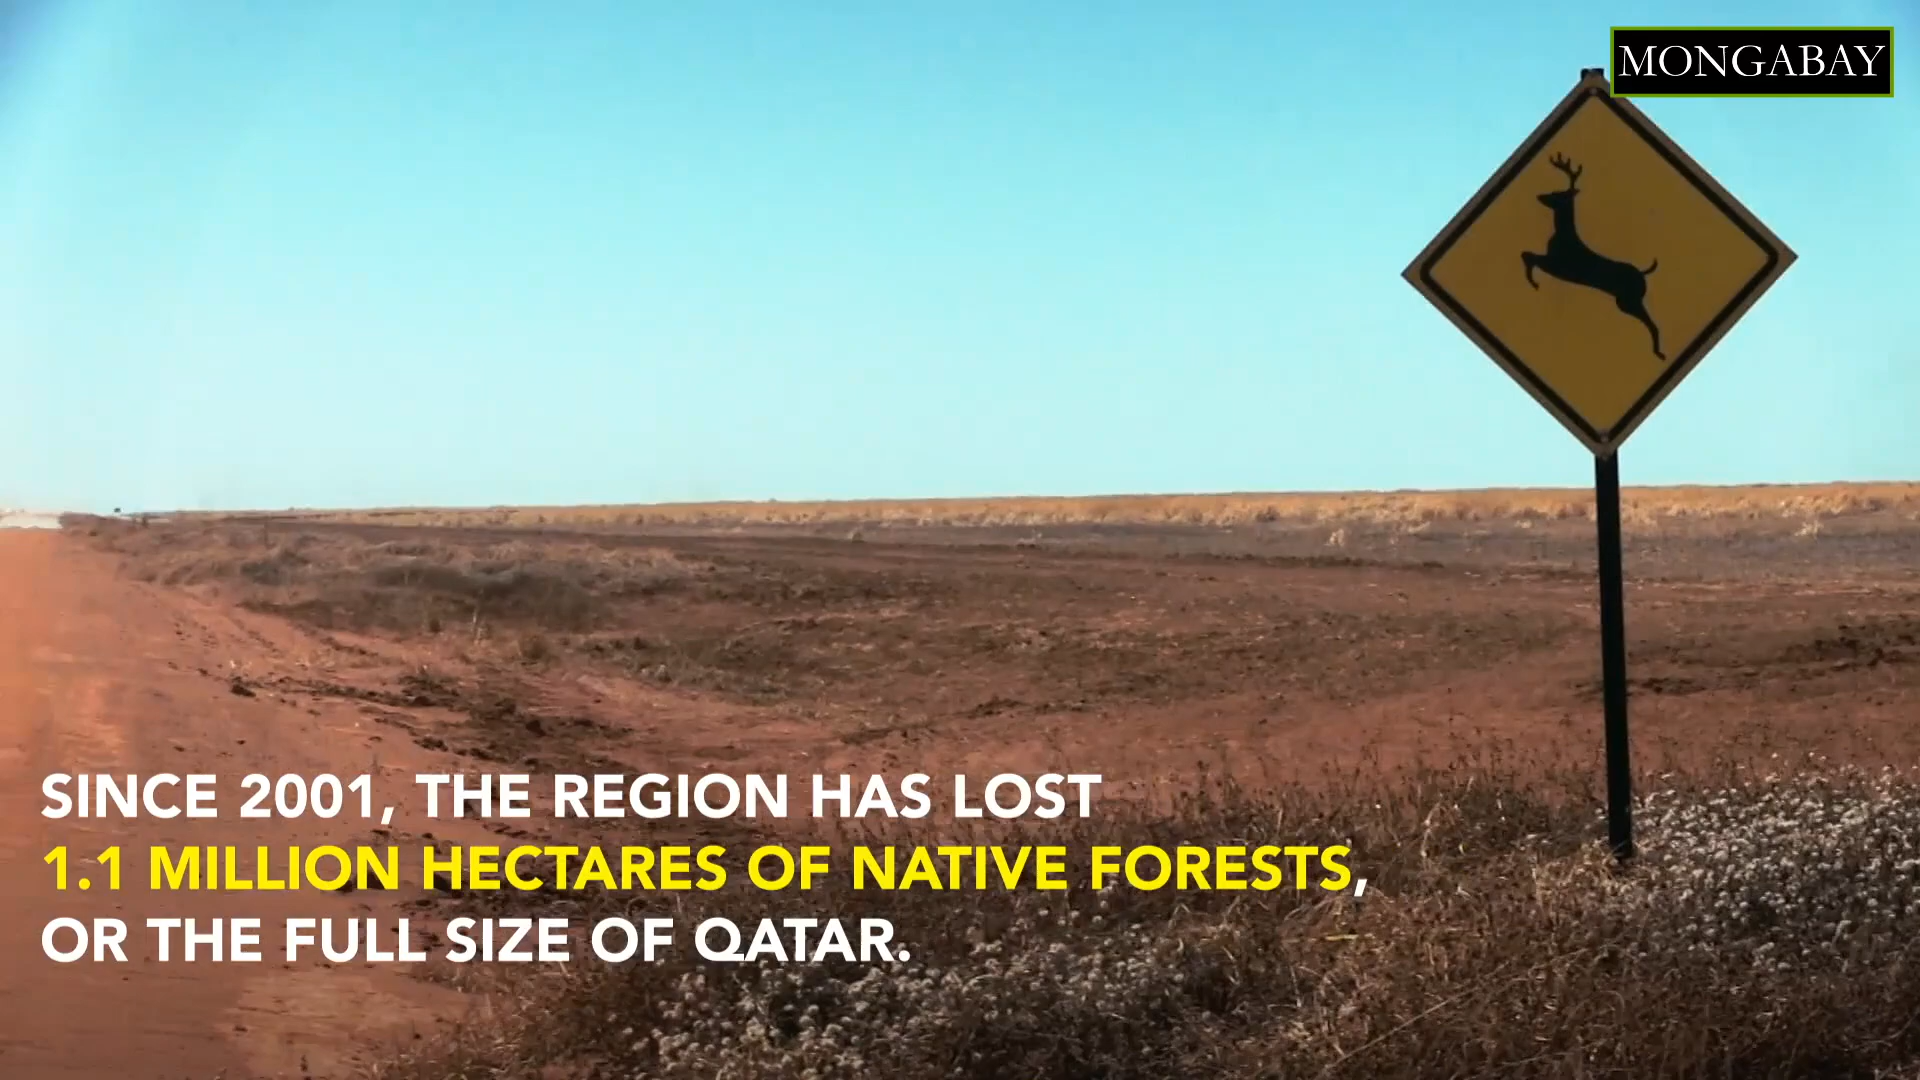 MONGABAY
SINCE 2001, THE REGION HAS LOST
1.1 MILLION HECTARES OF NATIVE FORESTS,
OR THE FULL SIZE OF QATAR.